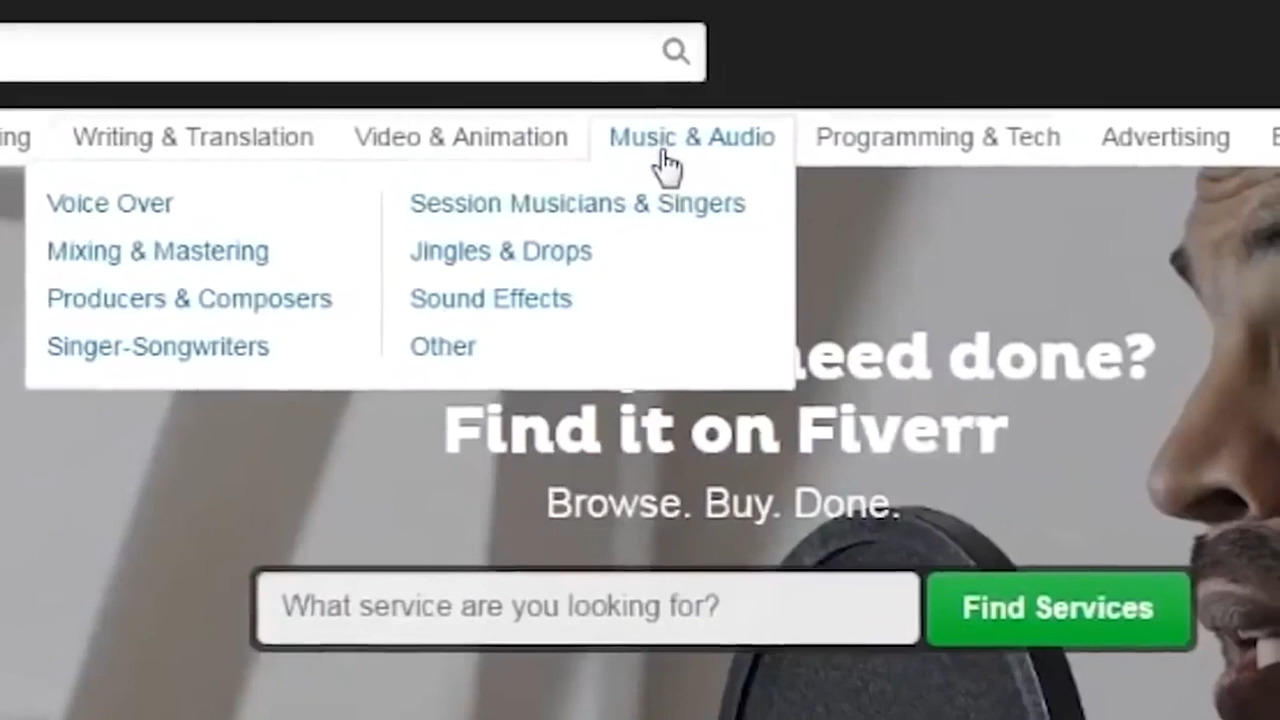 ing Writing & Translation Video & Animation Music & Audio Programming & Tech Advertising
Voice Over
Mixing & Mastering
Producers & Composers
Singer-Songwriters
Session Musicians & Singers
Jingles & Drops
Sound Effects
Other
need done?
Find it on Fiverr
Browse. Buy. Done.
What service are you looking for?
Find Services